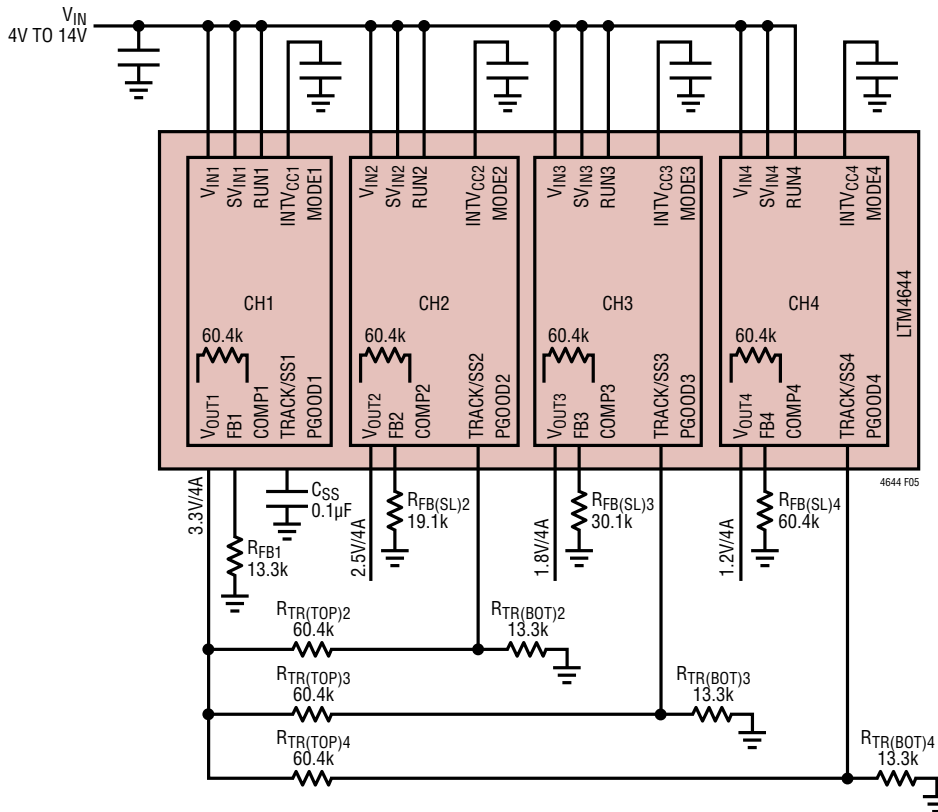 VIN
4V TO 14V
VIN1
SVIN1
RUN1
INTVCC1
MODE1
VIN2
SVIN2
RUN2
INTVCC2
MODE2
VIN3
SVIN3
RUN3
INTVCC3
MODE3
VIN4
SVIN4
RUN4
INTVCC4
MODE4
CH1
CH2
CH3
CH4
LTM4644
60.4k
60.4k
60.4k
60.4k
VOUT1
FB1
COMP1
TRACK/SS1
PGOOD1
VOUT2
FB2
COMP2
TRACK/SS2
PGOOD2
VOUT3
FB3
COMP3
TRACK/SS3
PGOOD3
VOUT4
FB4
COMP4
TRACK/SS4
PGOOD4
4644 F05
3.3V/4A
CSS
0.1µF
RFB1
13.3k
2.5V/4A
RFB(SL)2
19.1k
1.8V/4A
RFB(SL)3
30.1k
1.2V/4A
RFB(SL)4
60.4k
RTR(TOP)2
60.4k
RTR(BOT)2
13.3k
RTR(TOP)3
60.4k
RTR(BOT)3
13.3k
RTR(TOP)4
60.4k
RTR(BOT)4
13.3k